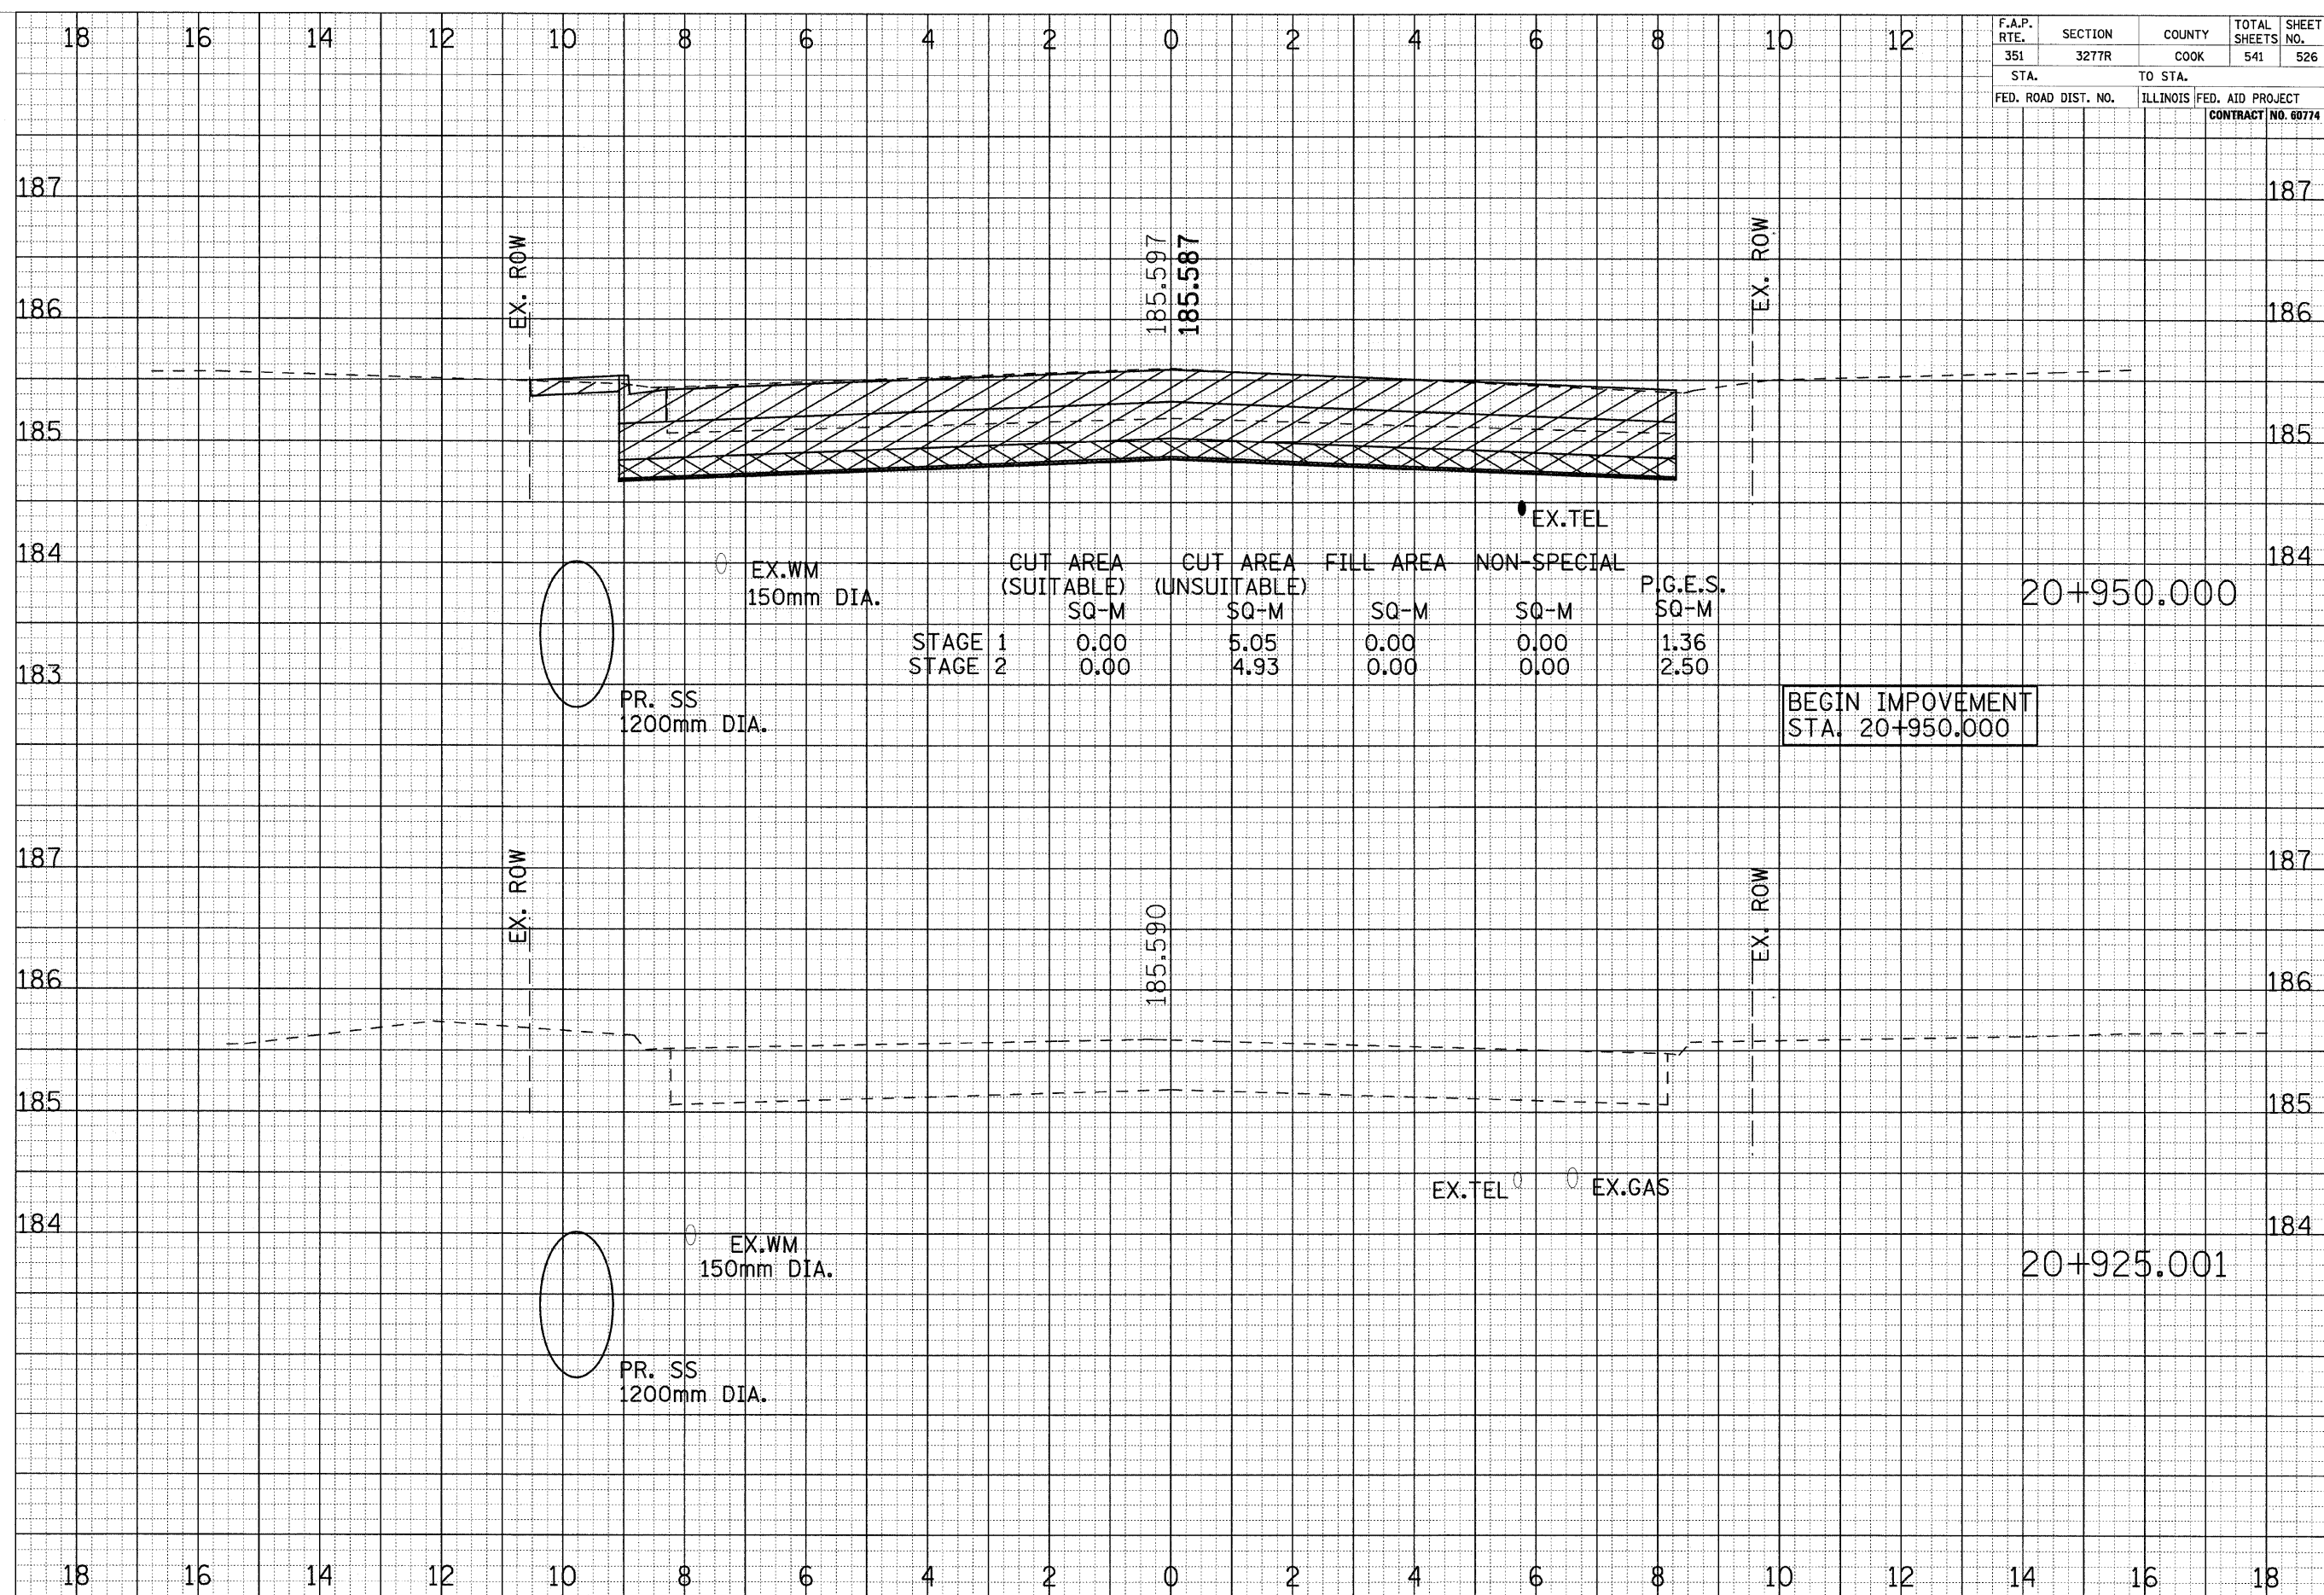 18 16 14 12 10 8 6 4 2 0 2 4 6 8 10 12
F.A.P. RTE. SECTION COUNTY TOTAL SHEETS SHEET NO.
351 3277R COOK 541 526
STA. TO STA.
FED. ROAD DIST. NO. ILLINOIS FED. AID PROJECT
CONTRACT NO. 60774
187 187
EX. ROW 185.597 185.587 EX. ROW
186 186
185 185
EX.TEL
184 184
EX.WM
150mm DIA.
CUT AREA CUT AREA FILL AREA NON-SPECIAL
(SUITABLE) (UNSUITABLE) P.G.E.S.
SQ-M SQ-M SQ-M SQ-M SQ-M
STAGE 1 0.00 5.05 0.00 0.00 1.36
STAGE 2 0.00 4.93 0.00 0.00 2.50
20+950.000
183
PR. SS
1200mm DIA.
BEGIN IMPOVEMENT
STA. 20+950.000
187 187
EX. ROW 185.590 EX. ROW
186 186
185 185
EX.TEL EX.GAS
184 184
EX.WM
150mm DIA.
20+925.001
PR. SS
1200mm DIA.
18 16 14 12 10 8 6 4 2 0 2 4 6 8 10 12 14 16 18